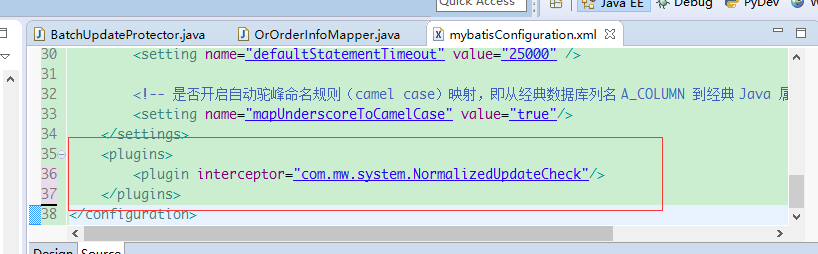 Quick Access
Java EE
Debug
PyDev
BatchUpdateProtector.java
OrOrderInfoMapper.java
mybatisConfiguration.xml
30 <setting name="defaultStatementTimeout" value="25000" />
31
32 <!-- 是否开启自动驼峰命名规则（camel case）映射，即从经典数据库列名 A_COLUMN 到经典 Java 属
33 <setting name="mapUnderscoreToCamelCase" value="true"/>
34 </settings>
35 <plugins>
36 <plugin interceptor="com.mw.system.NormalizedUpdateCheck"/>
37 </plugins>
38 </configuration>
Design Source